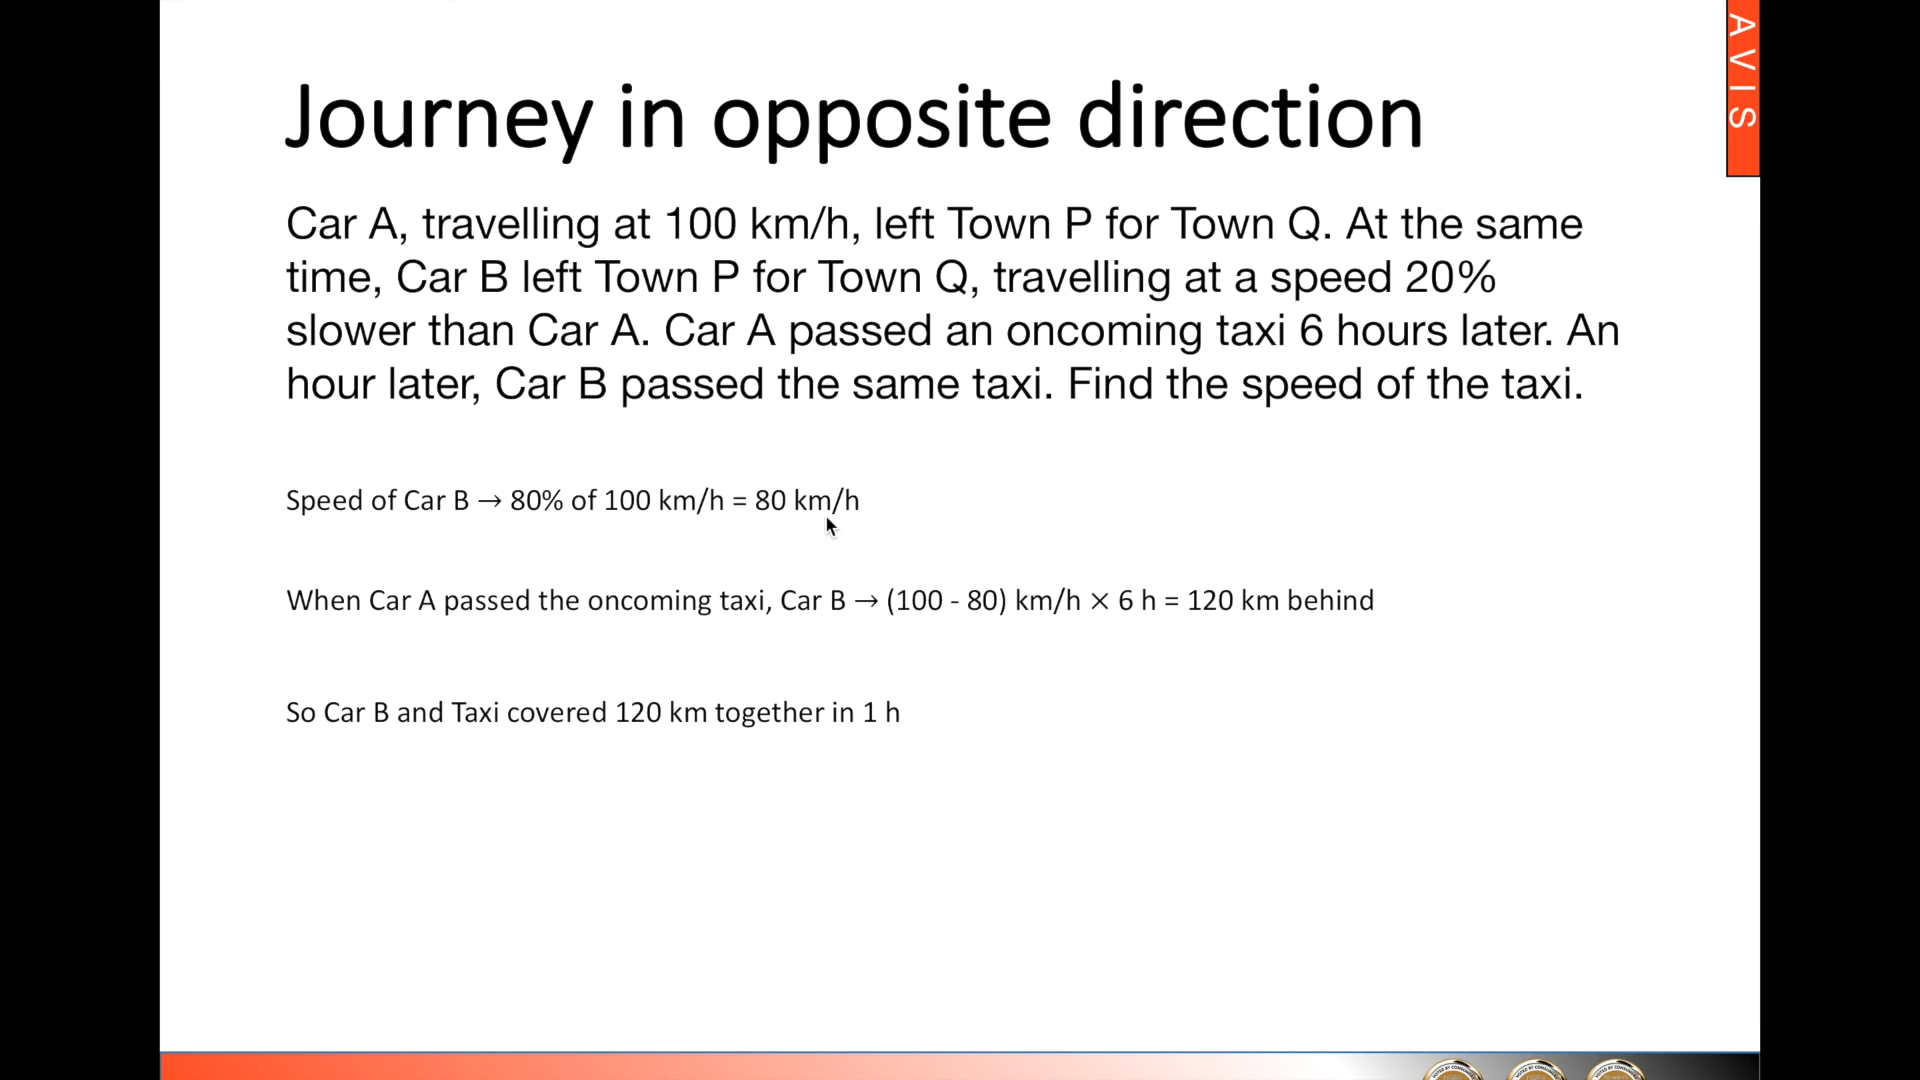 AVIS
Journey in opposite direction
Car A, travelling at 100 km/h, left Town P for Town Q. At the same
time, Car B left Town P for Town Q, travelling at a speed 20%
slower than Car A. Car A passed an oncoming taxi 6 hours later. An
hour later, Car B passed the same taxi. Find the speed of the taxi.
Speed of Car B → 80% of 100 km/h = 80 km/h
When Car A passed the oncoming taxi, Car B → (100 - 80) km/h × 6 h = 120 km behind
So Car B and Taxi covered 120 km together in 1 h